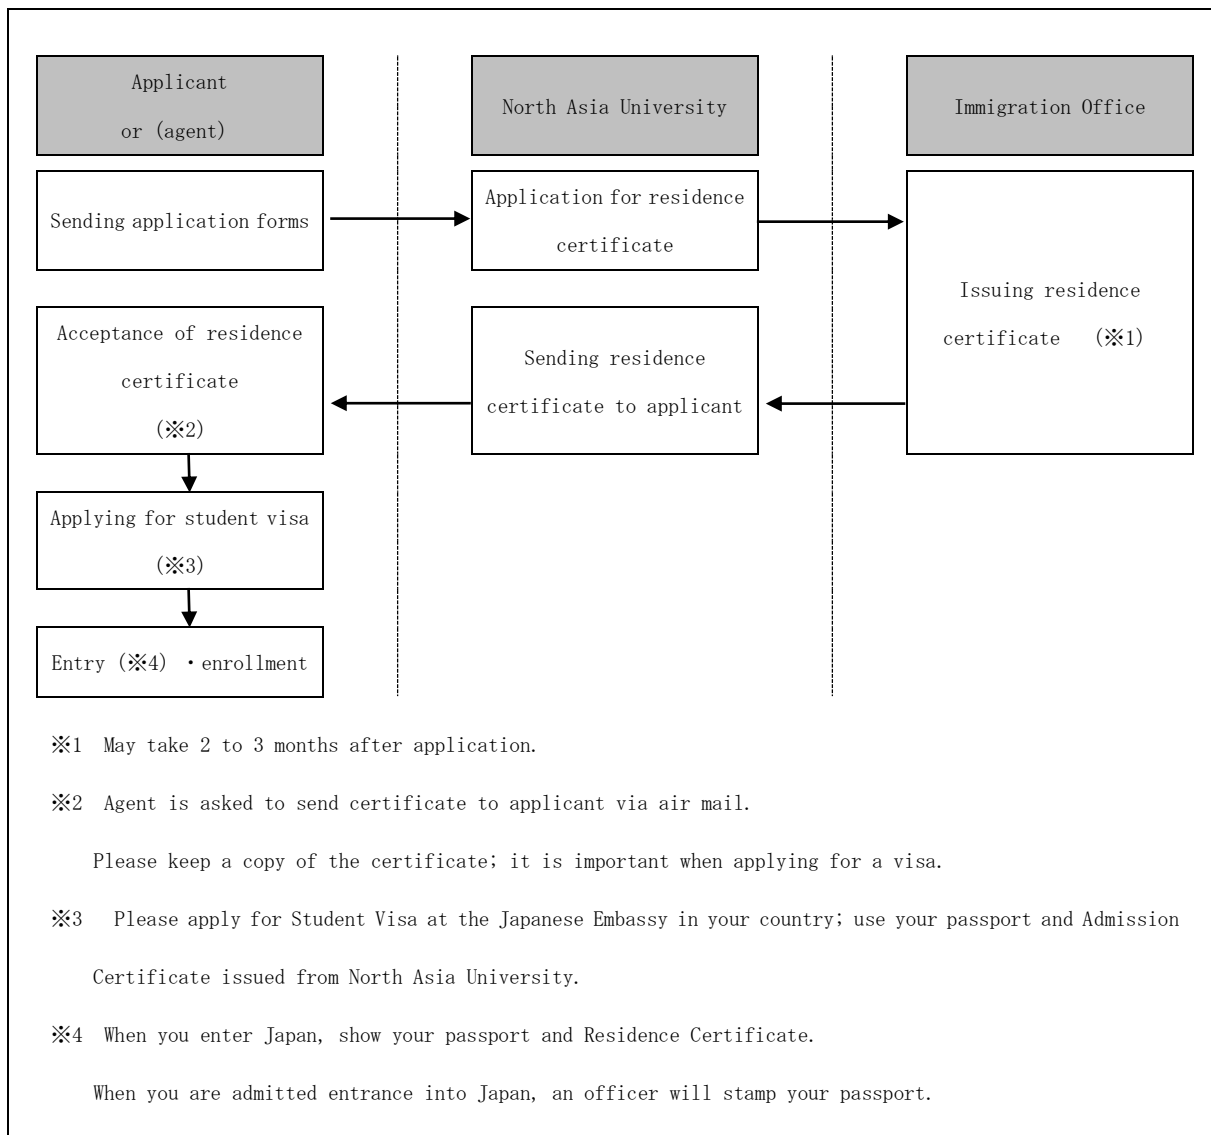 Applicant
or (agent)
North Asia University
Immigration Office
Sending application forms
Application for residence
certificate
Issuing residence
certificate (※1)
Acceptance of residence
certificate
(※2)
Sending residence
certificate to applicant
Applying for student visa
(※3)
Entry (※4) ・enrollment
※1 May take 2 to 3 months after application.
※2 Agent is asked to send certificate to applicant via air mail.
Please keep a copy of the certificate; it is important when applying for a visa.
※3 Please apply for Student Visa at the Japanese Embassy in your country; use your passport and Admission
Certificate issued from North Asia University.
※4 When you enter Japan, show your passport and Residence Certificate.
When you are admitted entrance into Japan, an officer will stamp your passport.